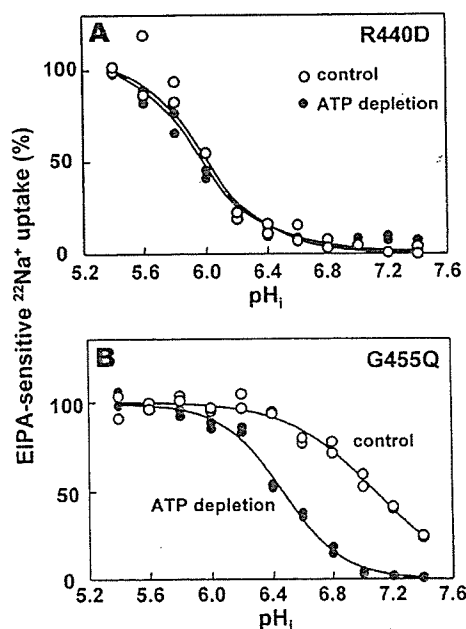 A R440D
control
ATP depletion
100
50
0
5.2 5.6 6.0 6.4 6.8 7.2 7.6
pHi
EIPA-sensitive ²²Na⁺ uptake (%)
B G455Q
100
control
50
ATP depletion
0
5.2 5.6 6.0 6.4 6.8 7.2 7.6
pHi